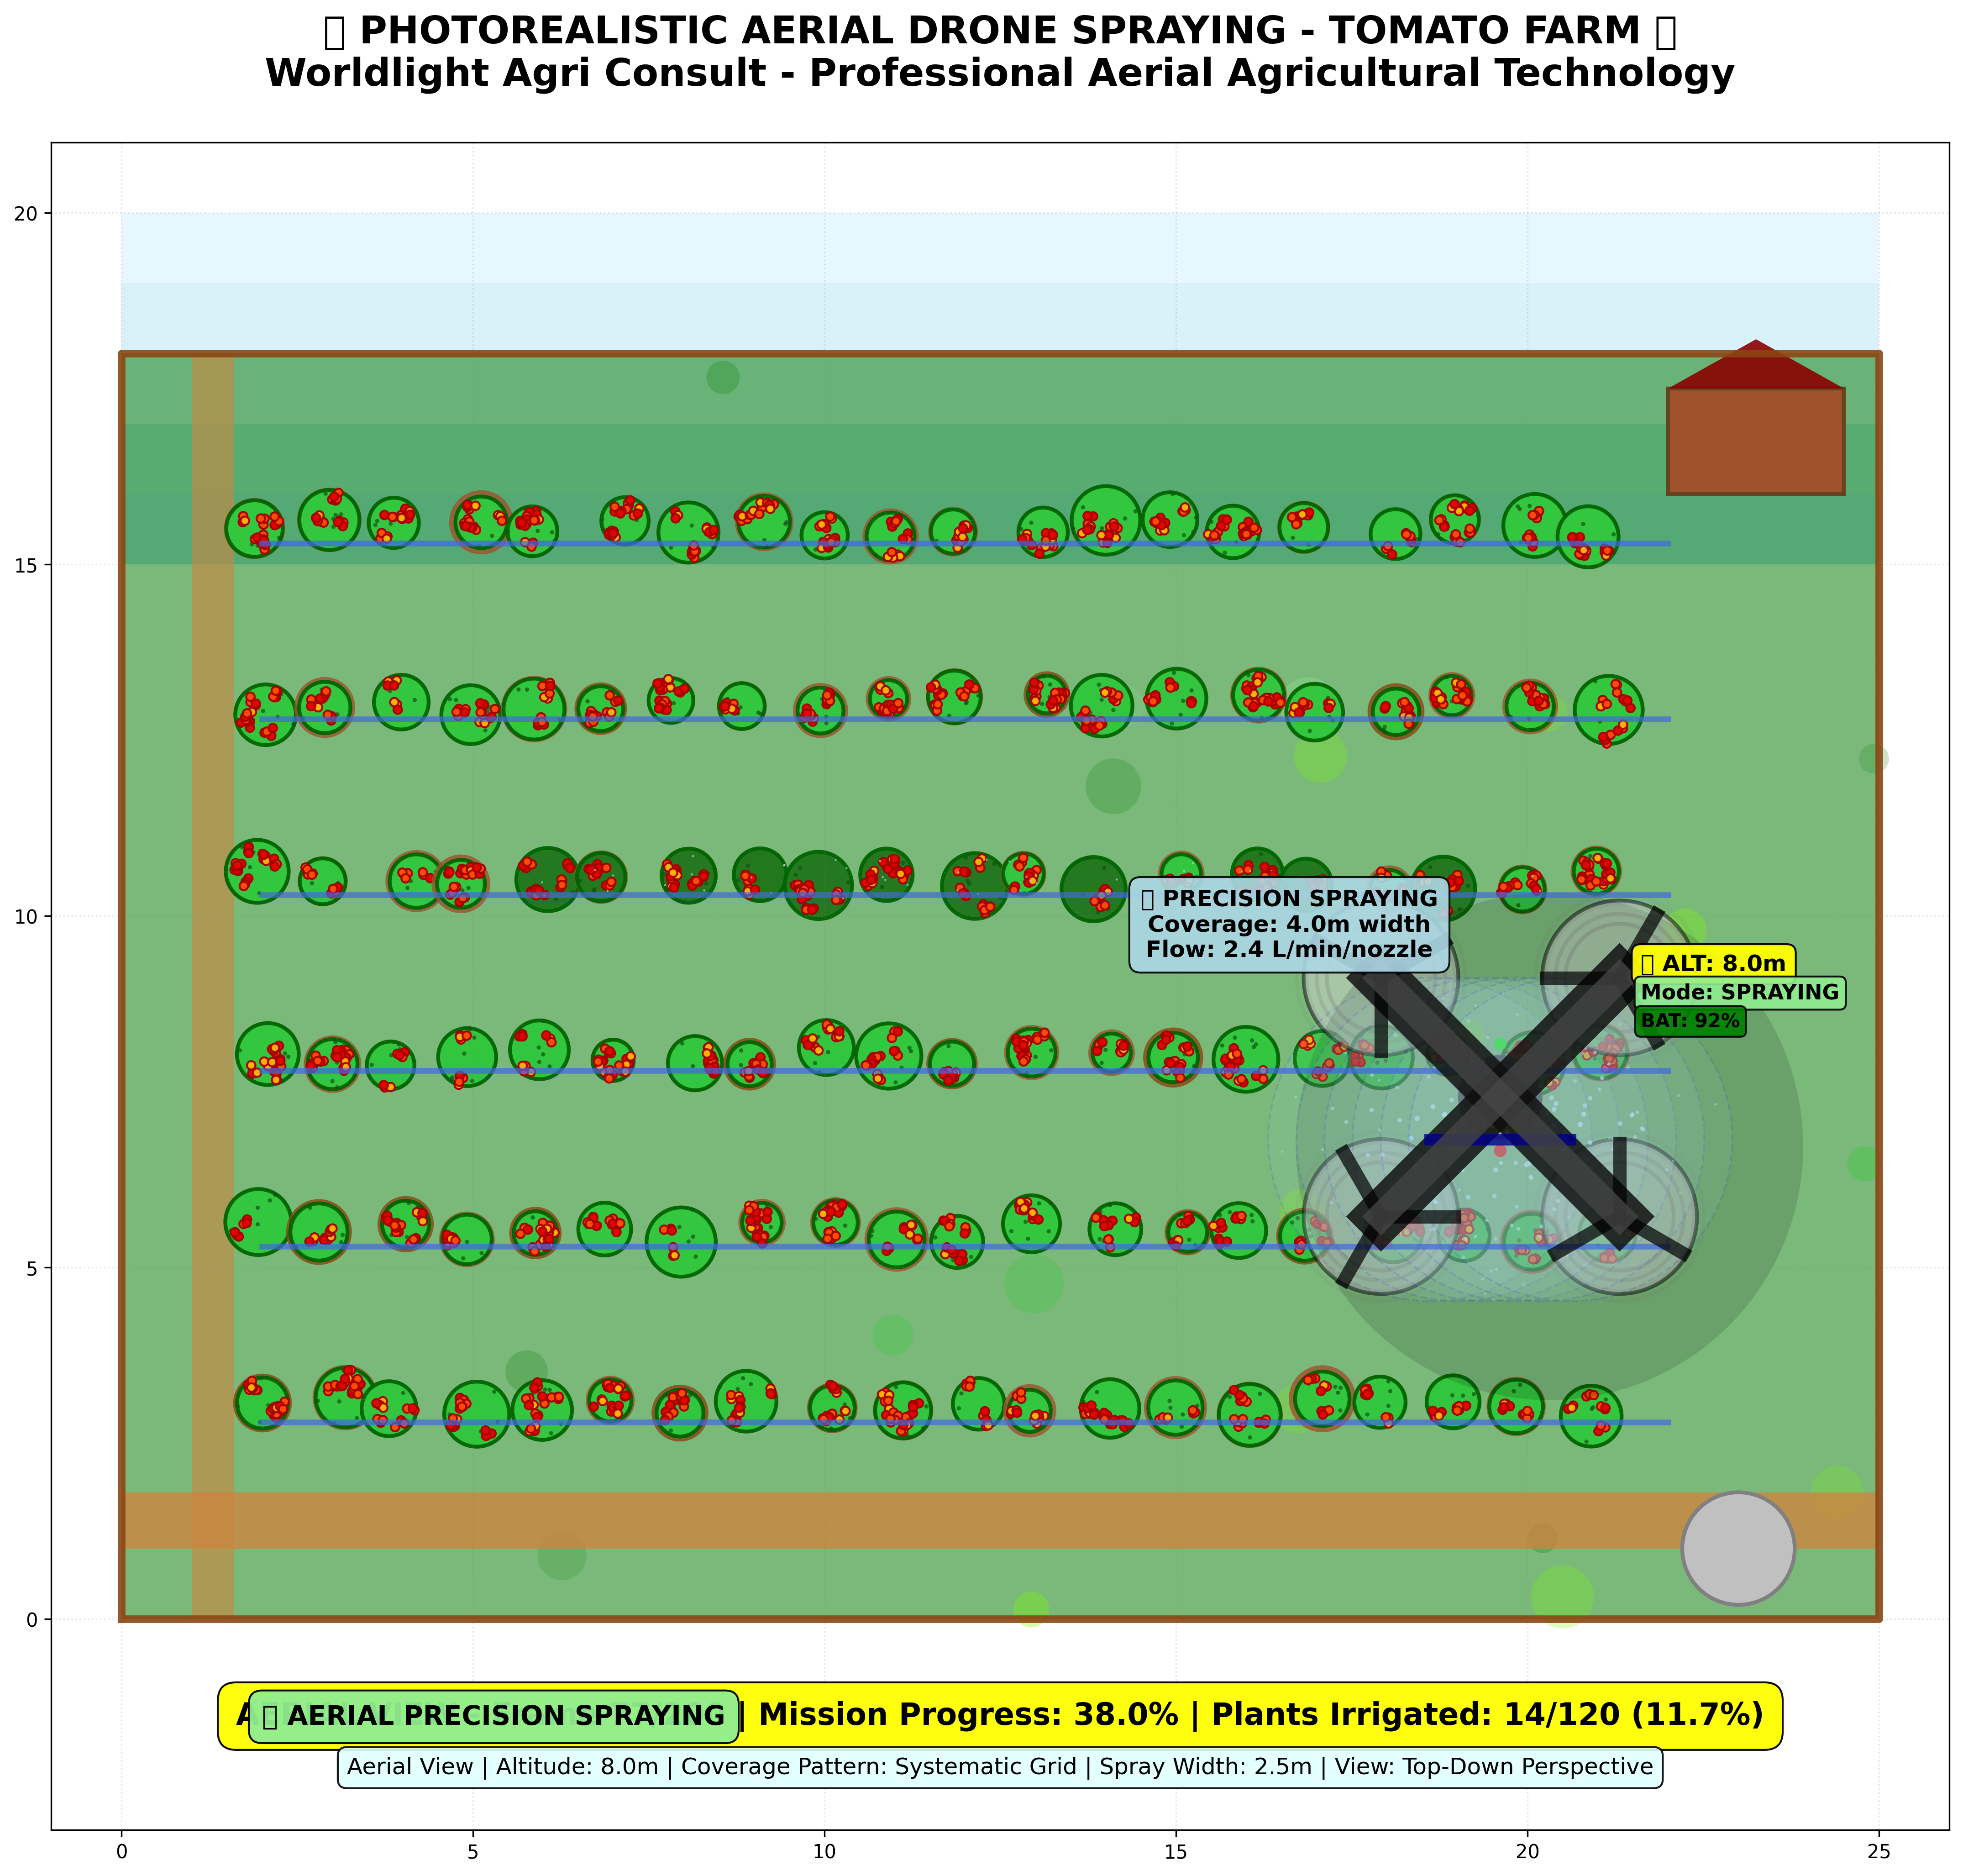 PHOTOREALISTIC AERIAL DRONE SPRAYING - TOMATO FARM
Worldlight Agri Consult - Professional Aerial Agricultural Technology
20
15
10
5
0
PRECISION SPRAYING
Coverage: 4.0m width
Flow: 2.4 L/min/nozzle
ALT: 8.0m
Mode: SPRAYING
BAT: 92%
AERIAL PRECISION SPRAYING | Mission Progress: 38.0% | Plants Irrigated: 14/120 (11.7%)
Aerial View | Altitude: 8.0m | Coverage Pattern: Systematic Grid | Spray Width: 2.5m | View: Top-Down Perspective
0 5 10 15 20 25